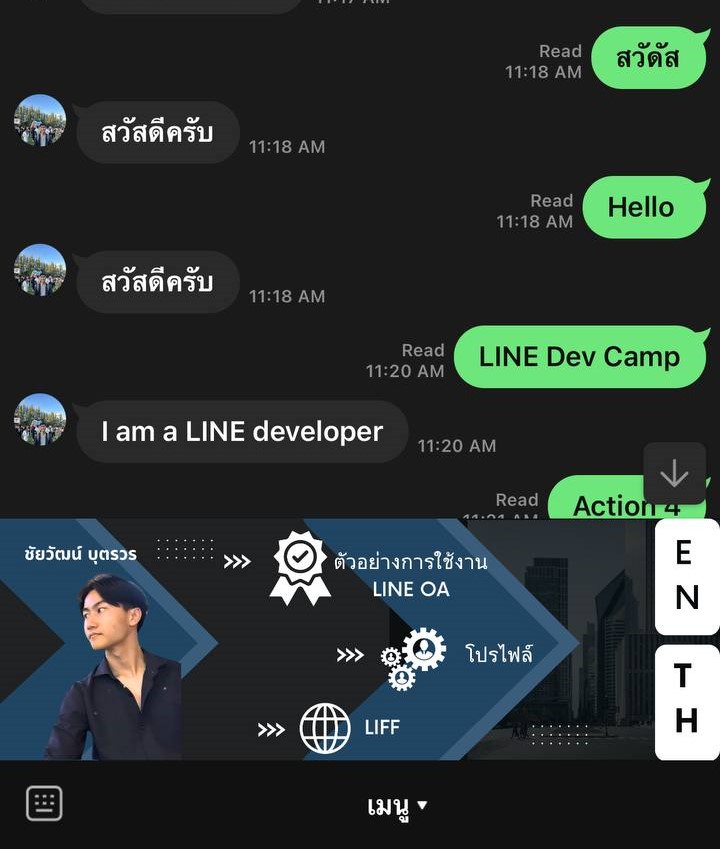 Read
11:18 AM
สวัดัส
สวัสดีครับ
11:18 AM
Read
11:18 AM
Hello
สวัสดีครับ
11:18 AM
Read
11:20 AM
LINE Dev Camp
I am a LINE developer
11:20 AM
Read
Action 4
ชัยวัฒน์ บุตรวร
ตัวอย่างการใช้งาน
LINE OA
โปรไฟล์
LIFF
E
N
T
H
เมนู